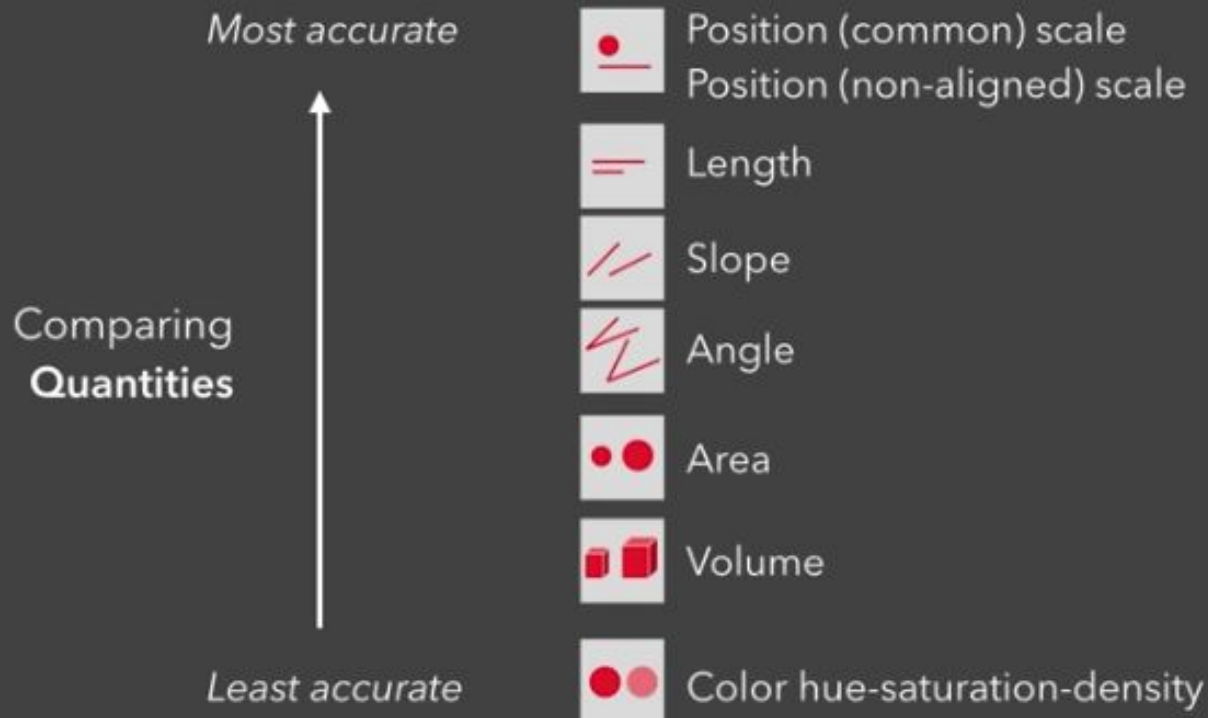 Most accurate
Position (common) scale
Position (non-aligned) scale
Length
Slope
Comparing
Quantities
Angle
Area
Volume
Least accurate
Color hue-saturation-density